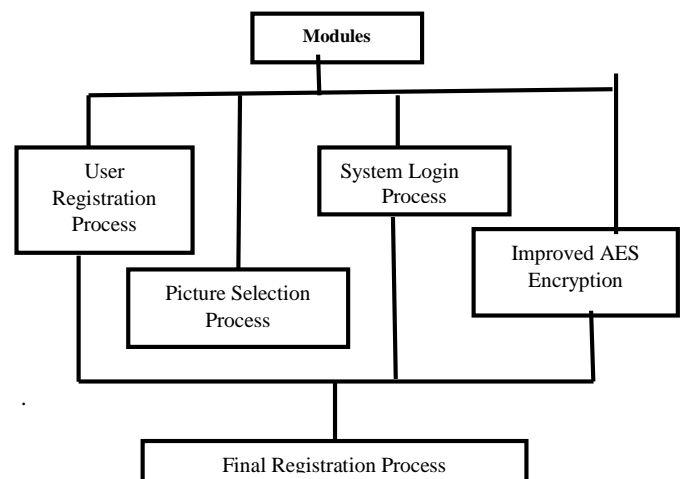 Modules
User
Registration
Process
System Login
Process
Improved AES
Encryption
Picture Selection
Process
.
Final Registration Process